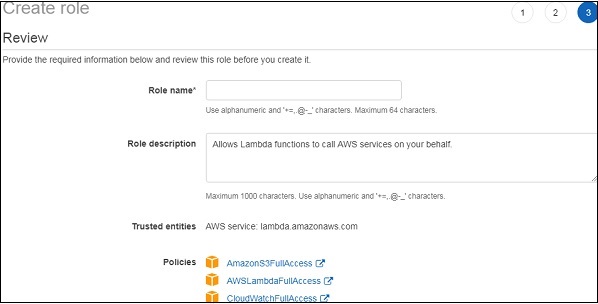 Create role
1 2 3
Review
Provide the required information below and review this role before you create it.
Role name*
Use alphanumeric and '+=,.@-_' characters. Maximum 64 characters.
Role description Allows Lambda functions to call AWS services on your behalf.
Maximum 1000 characters. Use alphanumeric and '+=,.@-_' characters.
Trusted entities AWS service: lambda.amazonaws.com
Policies AmazonS3FullAccess
AWSLambdaFullAccess
CloudWatchFullAccess